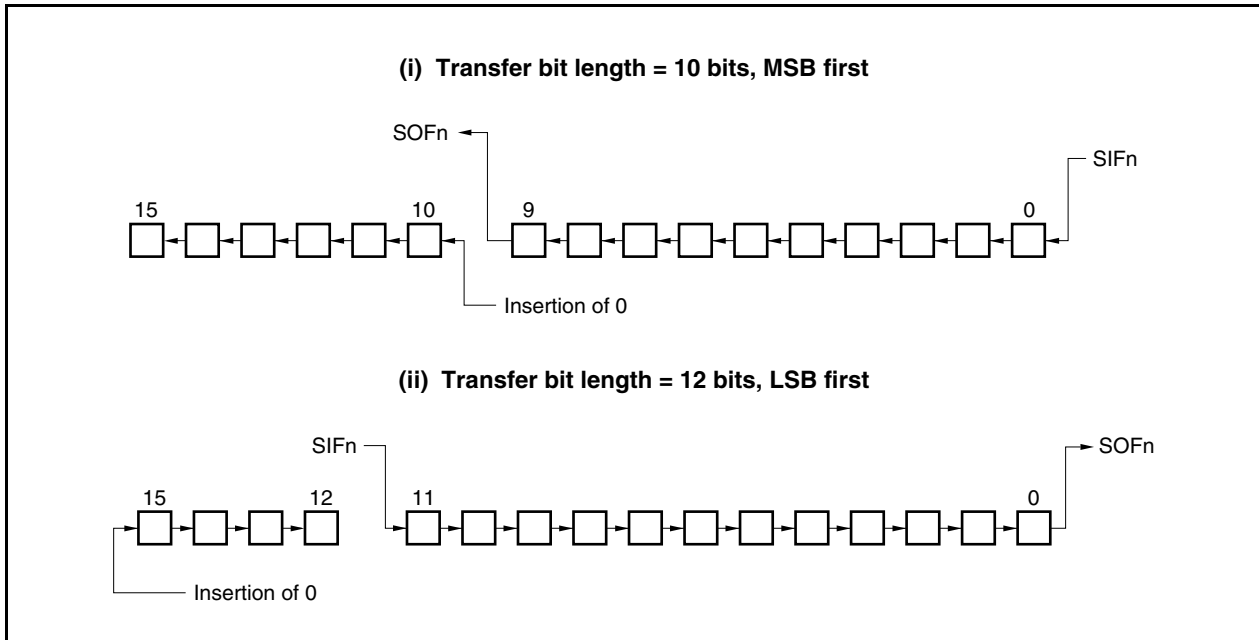 (i) Transfer bit length = 10 bits, MSB first
SOFn
SIFn
15
10
9
0
Insertion of 0
(ii) Transfer bit length = 12 bits, LSB first
SIFn
SOFn
15
12
11
0
Insertion of 0